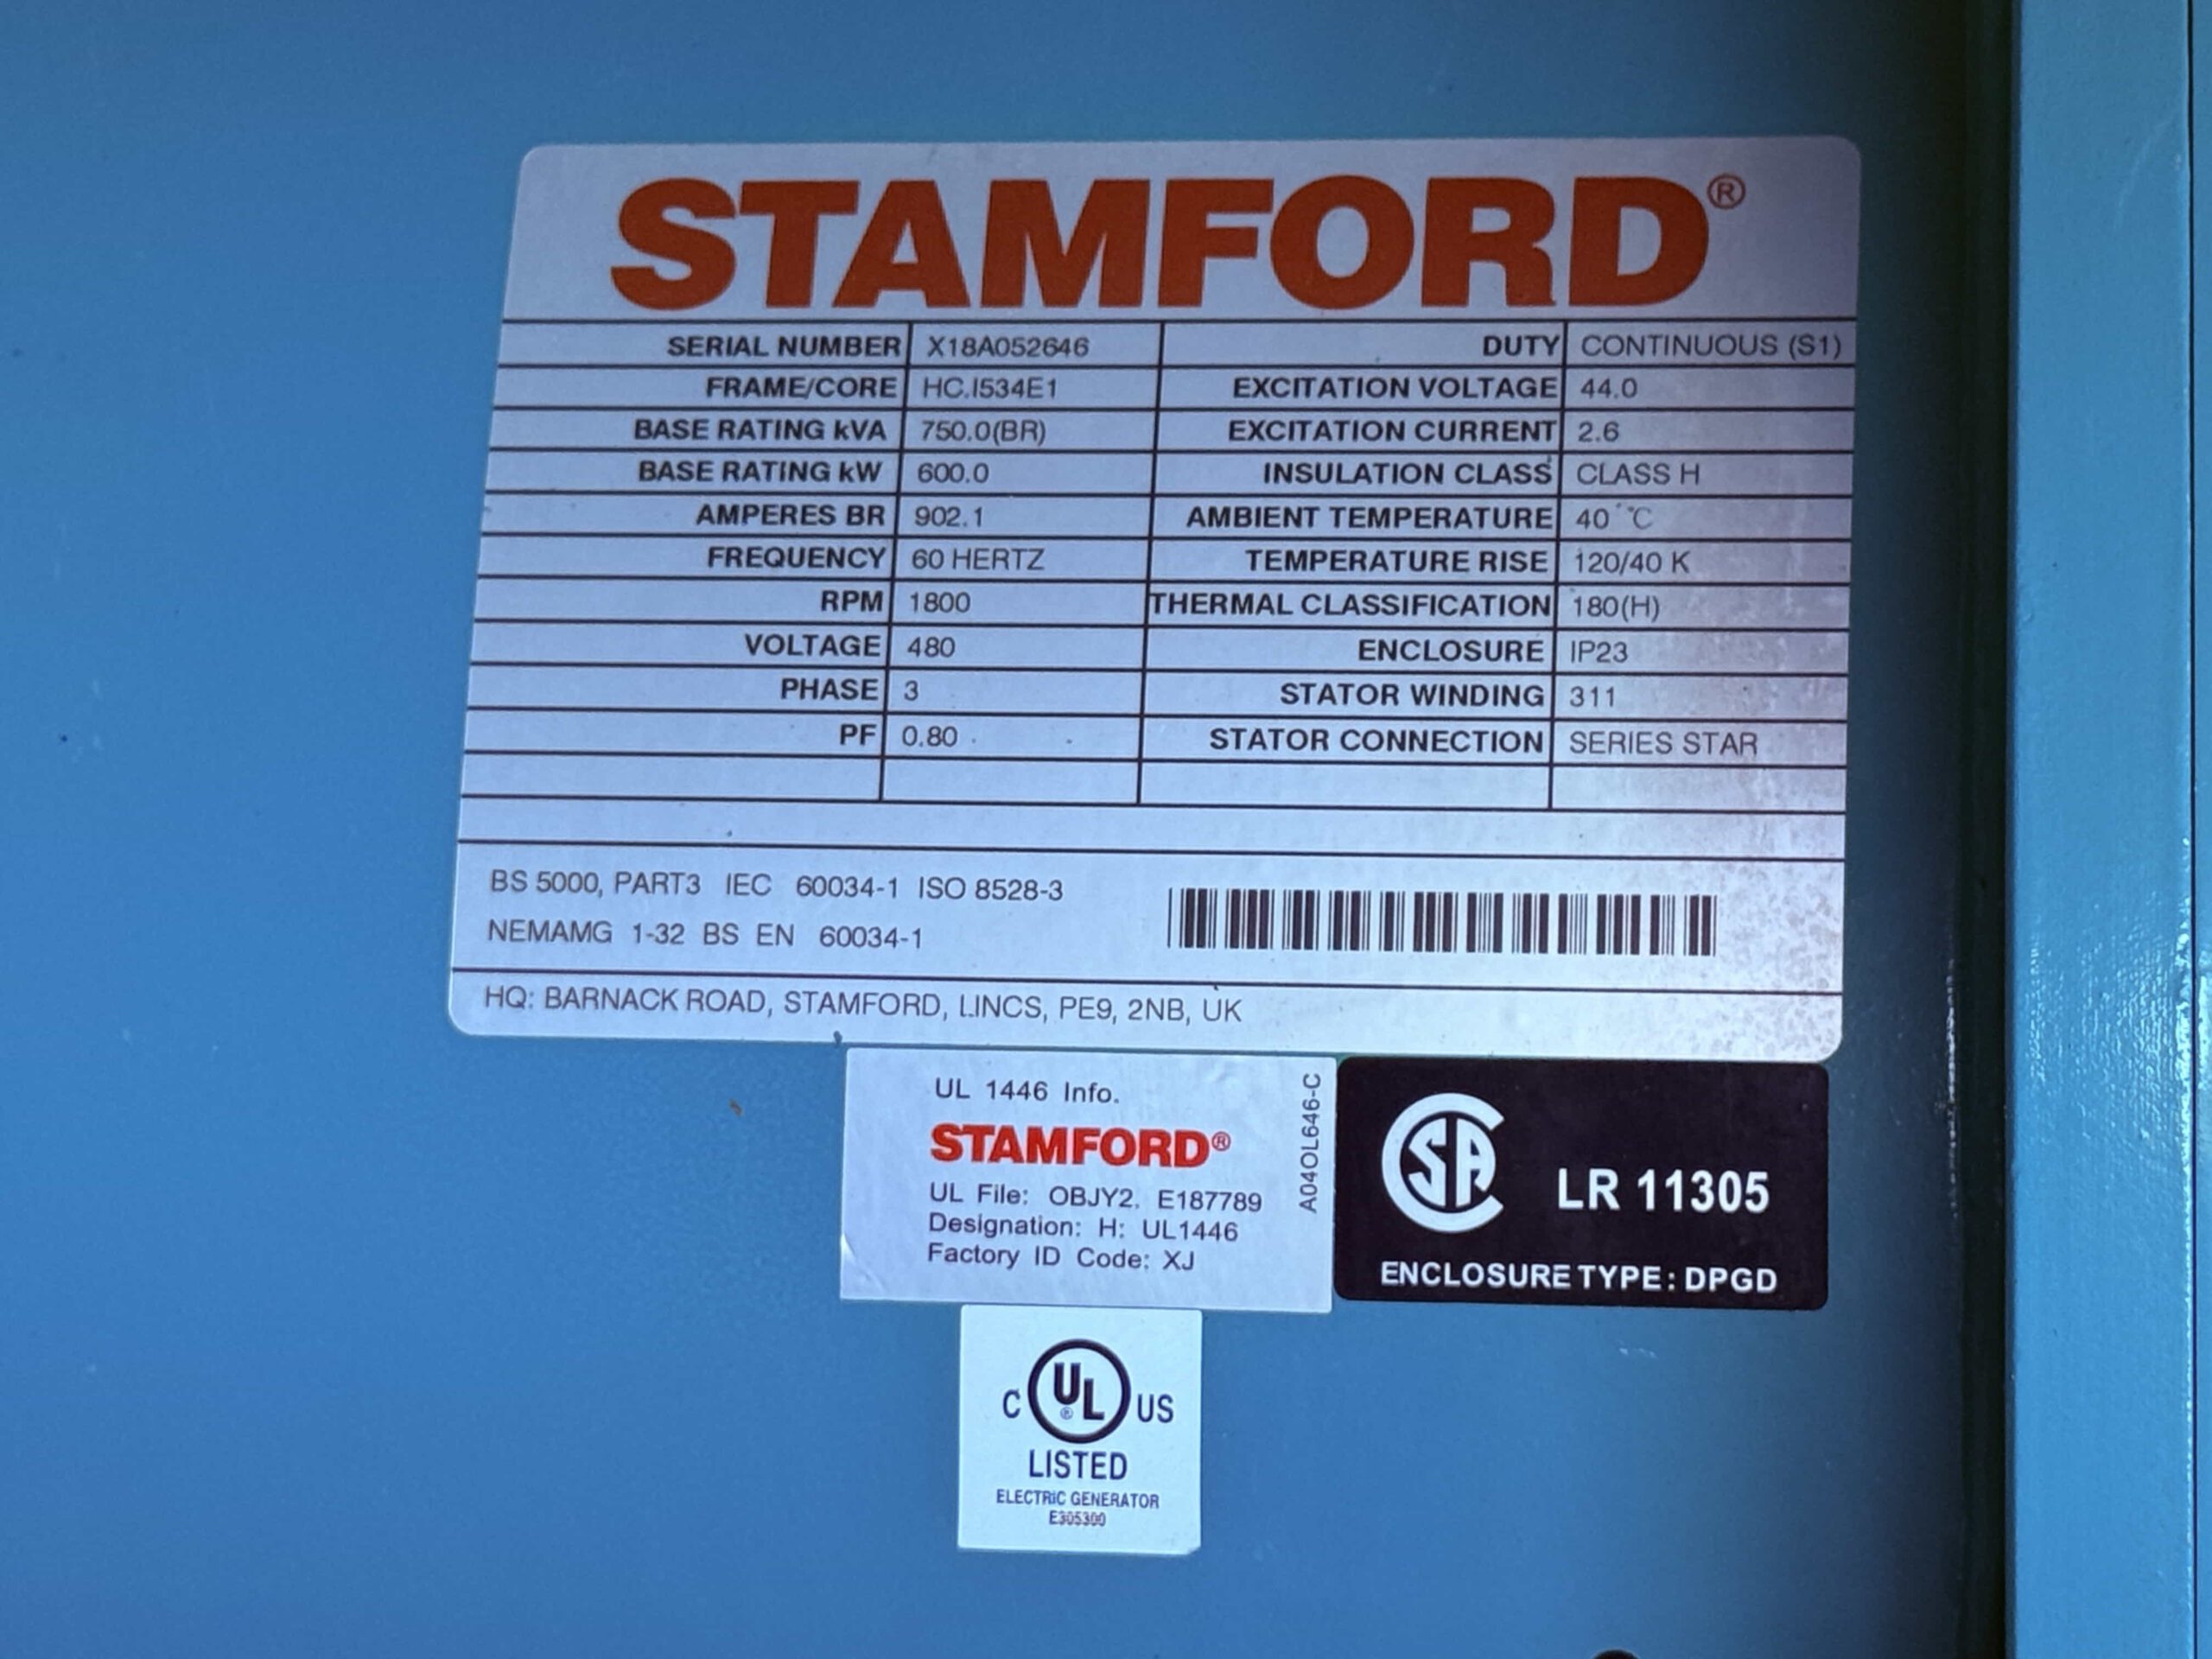 STAMFORD®
SERIAL NUMBER X18A052646 DUTY CONTINUOUS (S1)
FRAME/CORE HC.I534E1 EXCITATION VOLTAGE 44.0
BASE RATING kVA 750.0(BR) EXCITATION CURRENT 2.6
BASE RATING kW 600.0 INSULATION CLASS CLASS H
AMPERES BR 902.1 AMBIENT TEMPERATURE 40 °C
FREQUENCY 60 HERTZ TEMPERATURE RISE 120/40 K
RPM 1800 THERMAL CLASSIFICATION 180(H)
VOLTAGE 480 ENCLOSURE IP23
PHASE 3 STATOR WINDING 311
PF 0.80 STATOR CONNECTION SERIES STAR
BS 5000, PART3 IEC 60034-1 ISO 8528-3
NEMAMG 1-32 BS EN 60034-1
HQ: BARNACK ROAD, STAMFORD, LINCS, PE9, 2NB, UK
UL 1446 Info.
STAMFORD®
UL File: OBJY2, E187789
Designation: H: UL1446
Factory ID Code: XJ
A04OL646-C
CSA LR 11305
ENCLOSURE TYPE: DPGD
C UL® US
LISTED
ELECTRIC GENERATOR
E305300